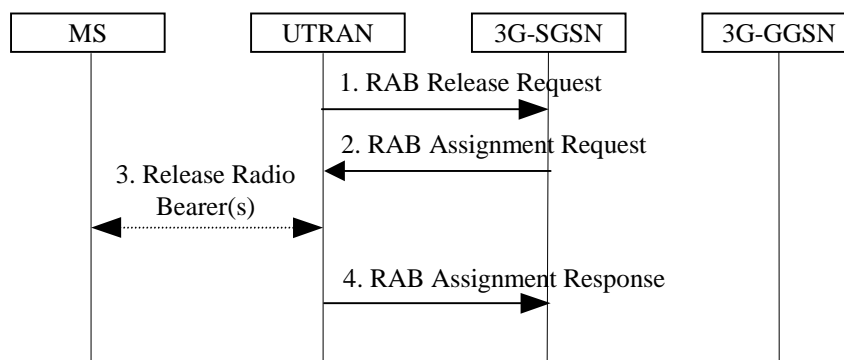 MS
UTRAN
3G-SGSN
3G-GGSN
1. RAB Release Request
2. RAB Assignment Request
3. Release Radio
Bearer(s)
4. RAB Assignment Response